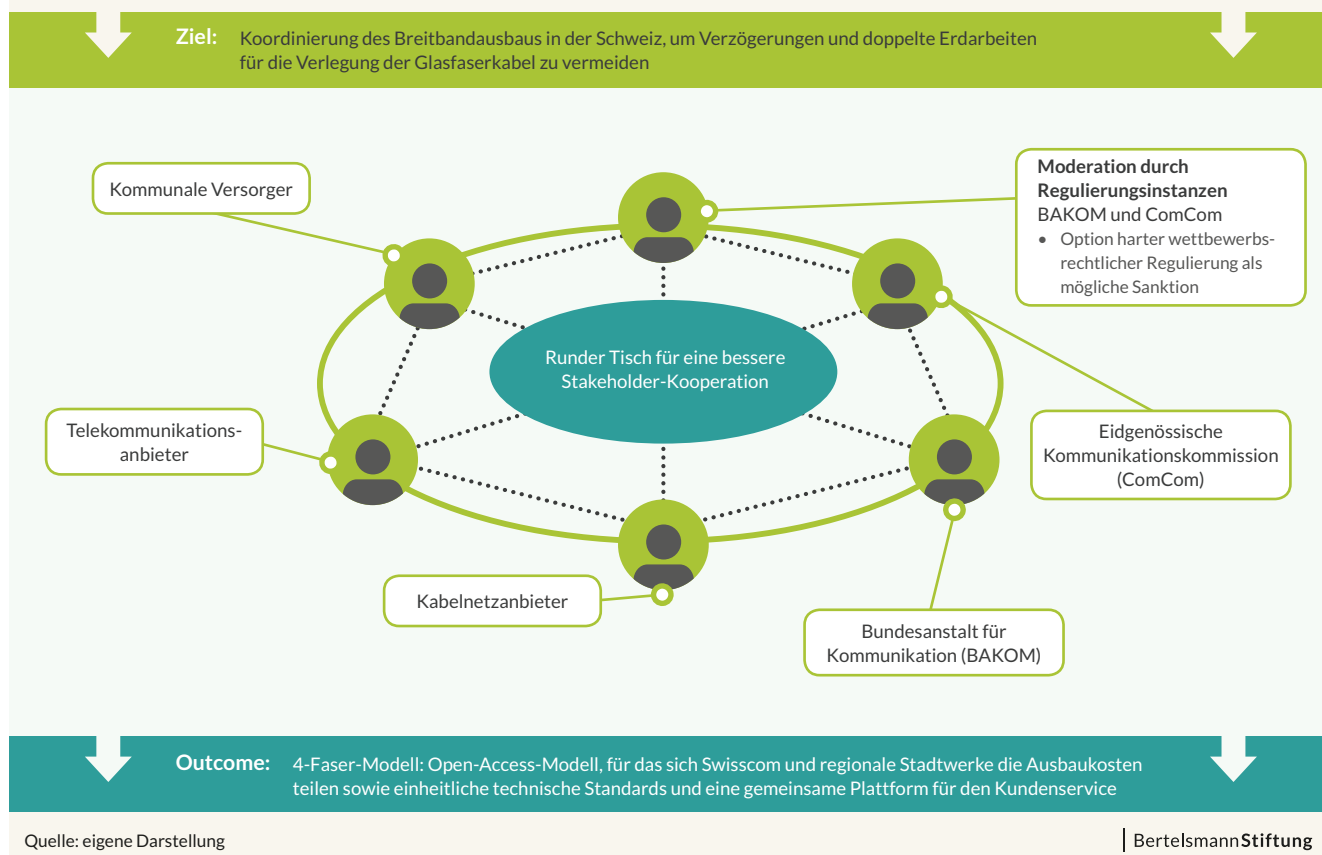 Ziel: Koordinierung des Breitbandausbaus in der Schweiz, um Verzögerungen und doppelte Erdarbeiten
für die Verlegung der Glasfaserkabel zu vermeiden
Kommunale Versorger
Moderation durch
Regulierungsinstanzen
BAKOM und ComCom
• Option harter wettbewerbs-
rechtlicher Regulierung als
mögliche Sanktion
Runder Tisch für eine bessere
Stakeholder-Kooperation
Telekommunikations-
anbieter
Eidgenössische
Kommunikationskommission
(ComCom)
Kabelnetzanbieter
Bundesanstalt für
Kommunikation (BAKOM)
Outcome: 4-Faser-Modell: Open-Access-Modell, für das sich Swisscom und regionale Stadtwerke die Ausbaukosten
teilen sowie einheitliche technische Standards und eine gemeinsame Plattform für den Kundenservice
Quelle: eigene Darstellung
BertelsmannStiftung